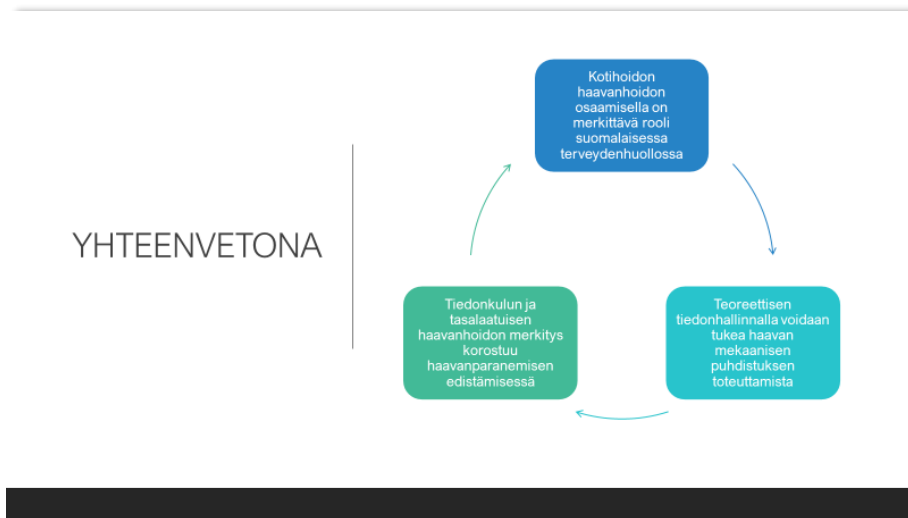 YHTEENVETONA
Kotihoidon
haavanhoidon
osaamisella on
merkittävä rooli
suomalaisessa
terveydenhuollossa
Teoreettisen
tiedonhallinnalla voidaan
tukea haavan
mekaanisen
puhdistuksen
toteuttamista
Tiedonkulun ja
tasalaatuisen
haavanhoidon merkitys
korostuu
haavanparanemisen
edistämisessä